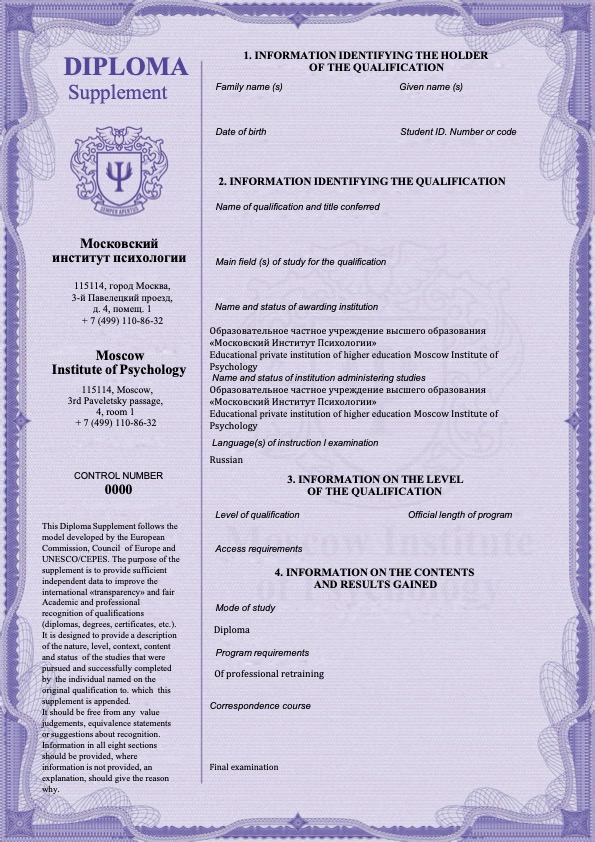 DIPLOMA
Supplement
SEMPER APERTUS
Московский
институт психологии
115114, город Москва,
3-й Павелецкий проезд,
д. 4, помещ. 1
+ 7 (499) 110-86-32
Moscow
Institute of Psychology
115114, Moscow,
3rd Paveletsky passage,
4, room 1
+ 7 (499) 110-86-32
CONTROL NUMBER
0000
This Diploma Supplement follows the
model developed by the European
Commission, Council of Europe and
UNESCO/CEPES. The purpose of the
supplement is to provide sufficient
independent data to improve the
international «transparency» and fair
Academic and professional
recognition of qualifications
(diplomas, degrees, certificates, etc.).
It is designed to provide a description
of the nature, level, context, content
and status of the studies that were
pursued and successfully completed
by the individual named on the
original qualification to. which this
supplement is appended.
It should be free from any value
judgements, equivalence statements
or suggestions about recognition.
Information in all eight sections
should be provided, where
information is not provided, an
explanation, should give the reason
why.
1. INFORMATION IDENTIFYING THE HOLDER
OF THE QUALIFICATION
Family name (s) Given name (s)
Date of birth Student ID. Number or code
2. INFORMATION IDENTIFYING THE QUALIFICATION
Name of qualification and title conferred
Main field (s) of study for the qualification
Name and status of awarding institution
Образовательное частное учреждение высшего образования
«Московский Институт Психологии»
Educational private institution of higher education Moscow Institute of
Psychology
Name and status of institution administering studies
Образовательное частное учреждение высшего образования
«Московский Институт Психологии»
Educational private institution of higher education Moscow Institute of
Psychology
Language(s) of instruction I examination
Russian
3. INFORMATION ON THE LEVEL
OF THE QUALIFICATION
Level of qualification Official length of program
Moscow Institute
Access requirements
4. INFORMATION ON THE CONTENTS
AND RESULTS GAINED
of Psychology
Mode of study
Diploma
Program requirements
Of professional retraining
Correspondence course
Final examination